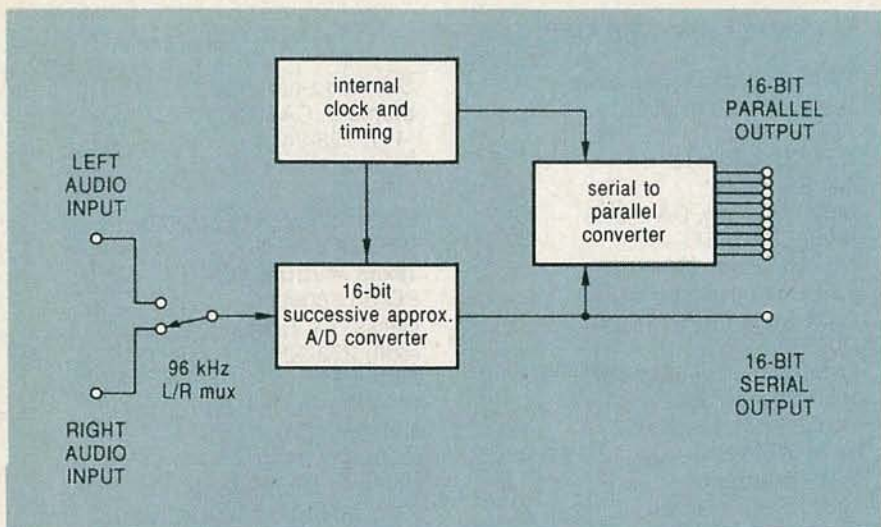 internal
clock and
timing
16-BIT
PARALLEL
OUTPUT
LEFT
AUDIO
INPUT
serial to
parallel
converter
16-bit
successive approx.
A/D converter
96 kHz
L/R mux
16-BIT
SERIAL
OUTPUT
RIGHT
AUDIO
INPUT